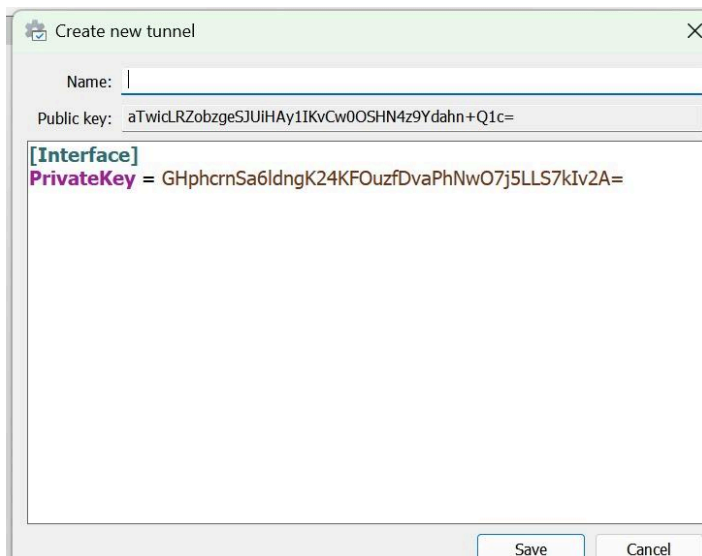 Create new tunnel
Name:
Public key: aTwicLRZobzgeSJUiHAy1IKvCw0OSHN4z9Ydahn+Q1c=
[Interface]
PrivateKey = GHphcrnSa6ldngK24KFOuzfDvaPhNwO7j5LLS7kIv2A=
Save Cancel